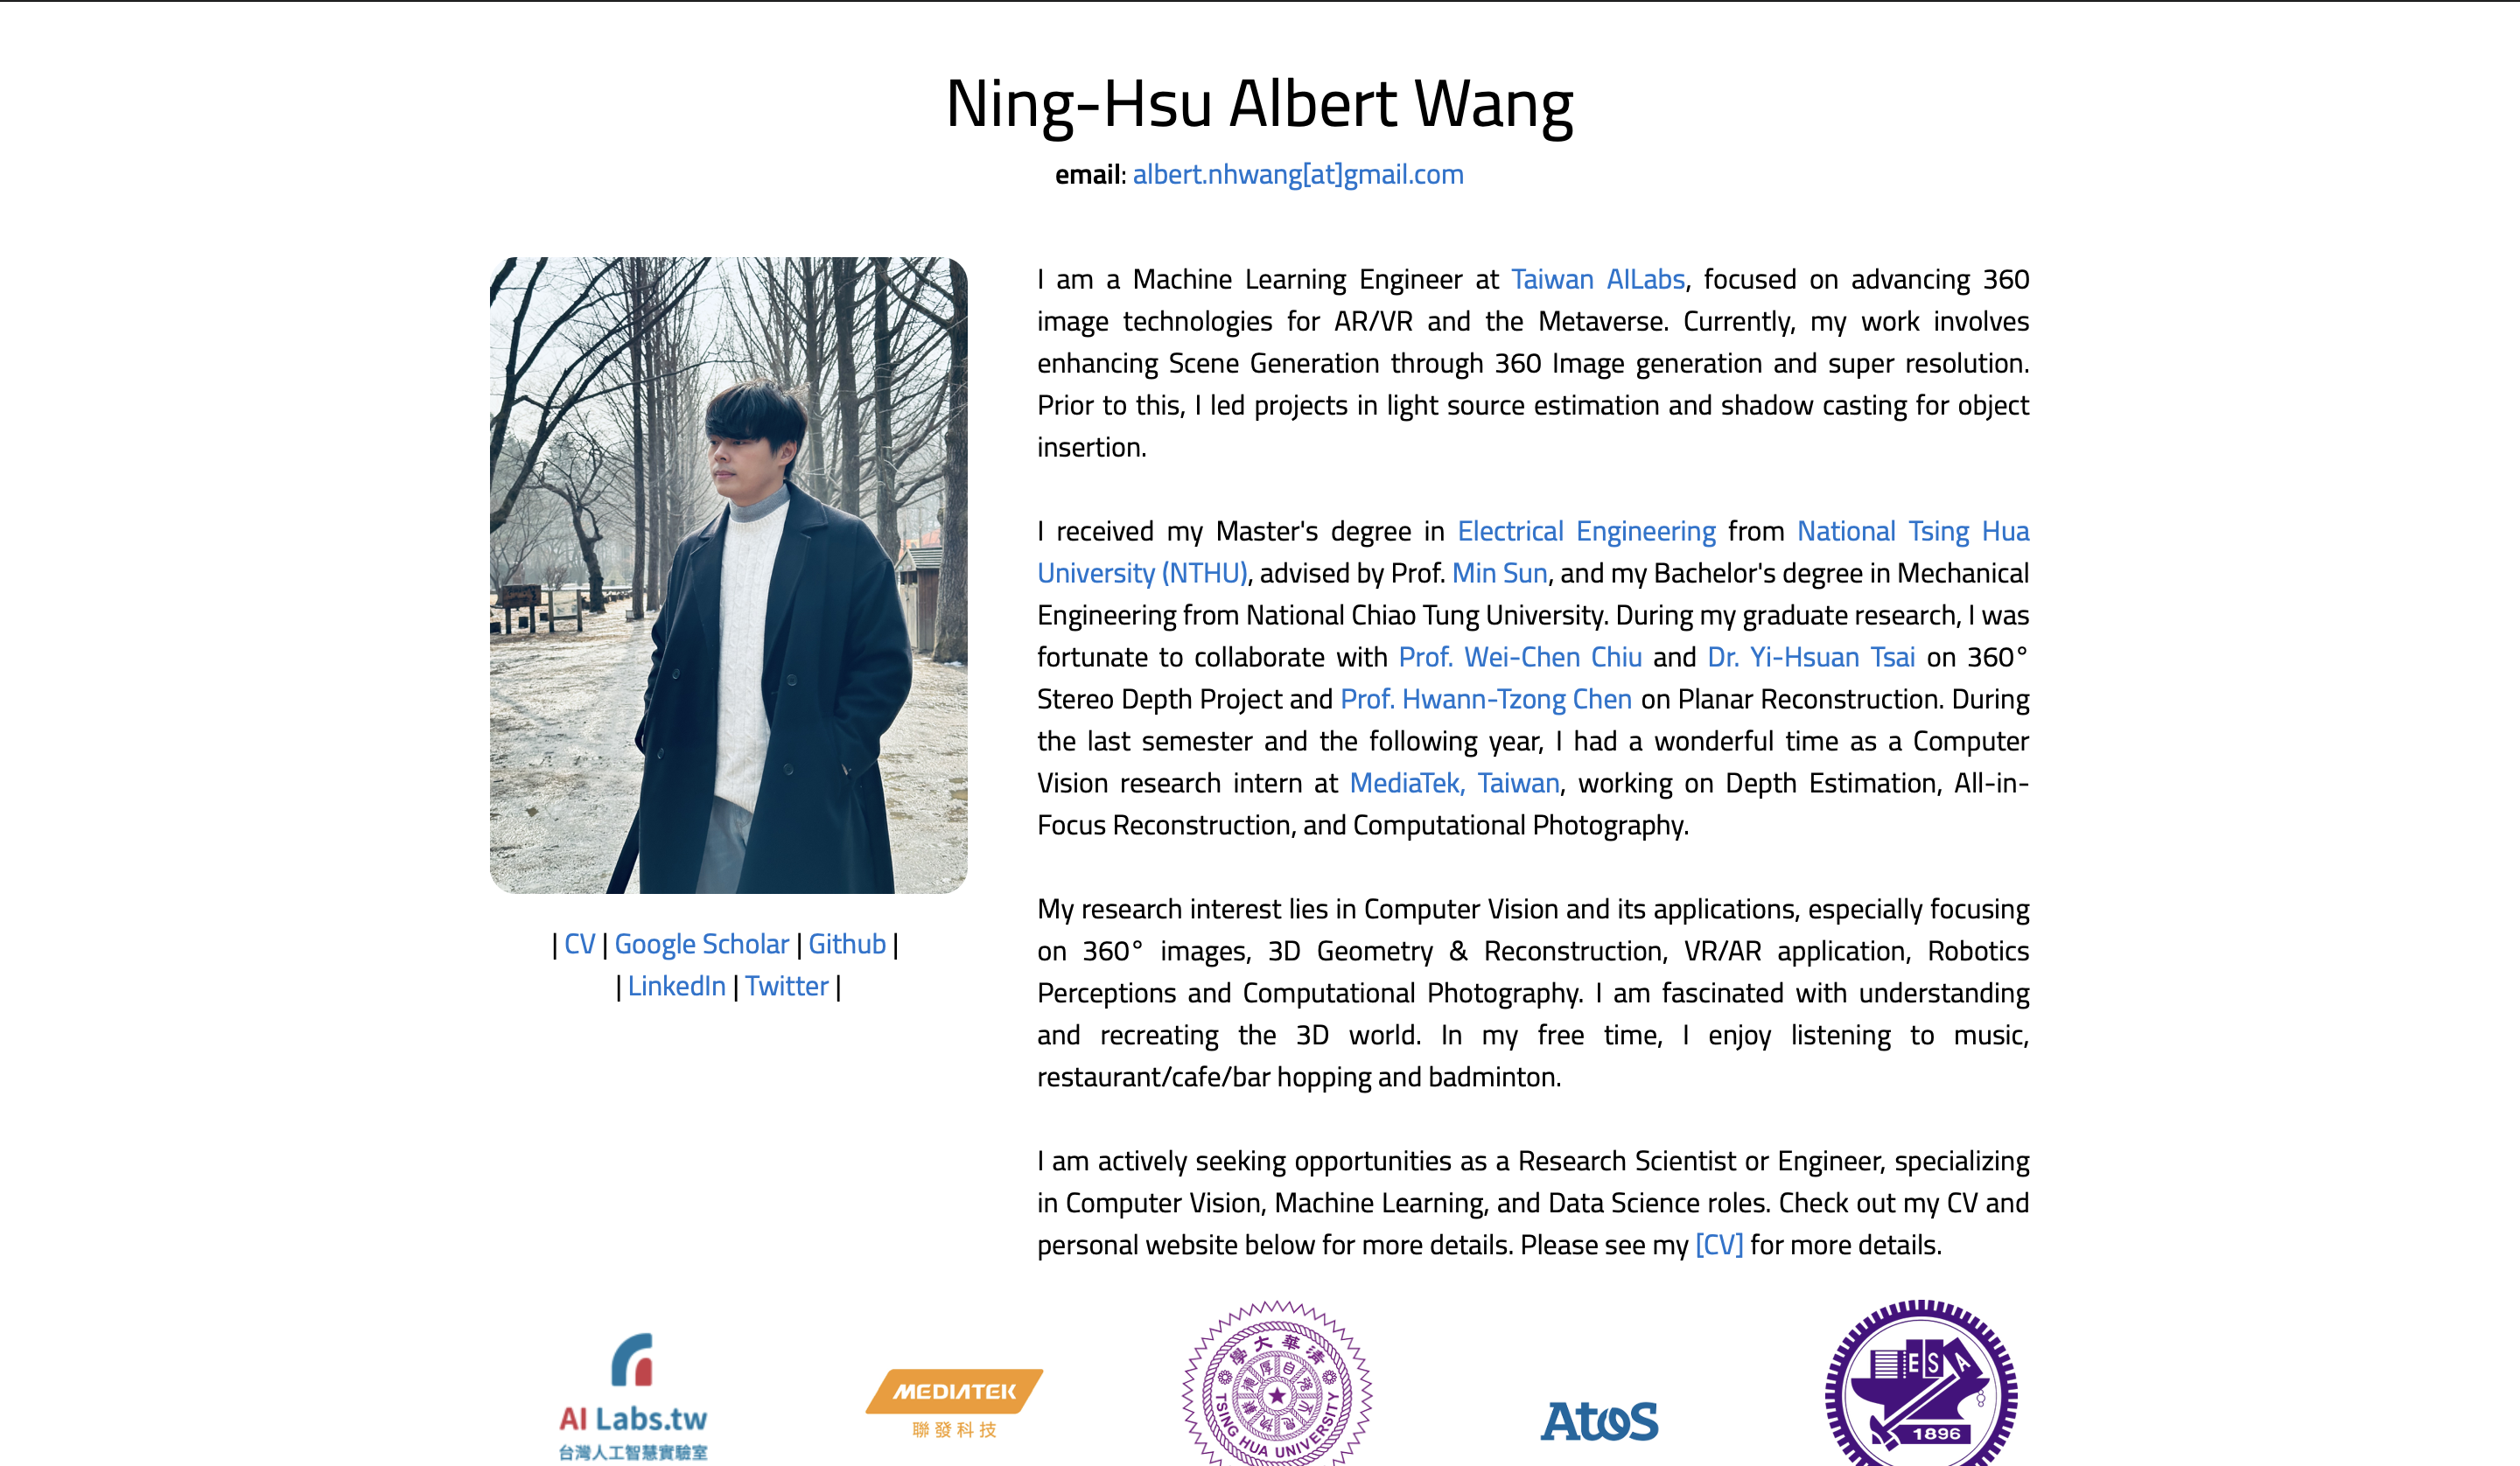 Ning-Hsu Albert Wang
email: albert.nhwang[at]gmail.com
I am a Machine Learning Engineer at Taiwan AILabs, focused on advancing 360
image technologies for AR/VR and the Metaverse. Currently, my work involves
enhancing Scene Generation through 360 Image generation and super resolution.
Prior to this, I led projects in light source estimation and shadow casting for object
insertion.
I received my Master's degree in Electrical Engineering from National Tsing Hua
University (NTHU), advised by Prof. Min Sun, and my Bachelor's degree in Mechanical
Engineering from National Chiao Tung University. During my graduate research, I was
fortunate to collaborate with Prof. Wei-Chen Chiu and Dr. Yi-Hsuan Tsai on 360°
Stereo Depth Project and Prof. Hwann-Tzong Chen on Planar Reconstruction. During
the last semester and the following year, I had a wonderful time as a Computer
Vision research intern at MediaTek, Taiwan, working on Depth Estimation, All-in-
Focus Reconstruction, and Computational Photography.
My research interest lies in Computer Vision and its applications, especially focusing
on 360° images, 3D Geometry & Reconstruction, VR/AR application, Robotics
Perceptions and Computational Photography. I am fascinated with understanding
and recreating the 3D world. In my free time, I enjoy listening to music,
restaurant/cafe/bar hopping and badminton.
I am actively seeking opportunities as a Research Scientist or Engineer, specializing
in Computer Vision, Machine Learning, and Data Science roles. Check out my CV and
personal website below for more details. Please see my [CV] for more details.
| CV | Google Scholar | Github |
| LinkedIn | Twitter |
AI Labs.tw
台灣人工智慧實驗室
MEDIATEK
聯發科技
學大華清
TSING HUA UNIVERSITY
Atos
E S A
1896